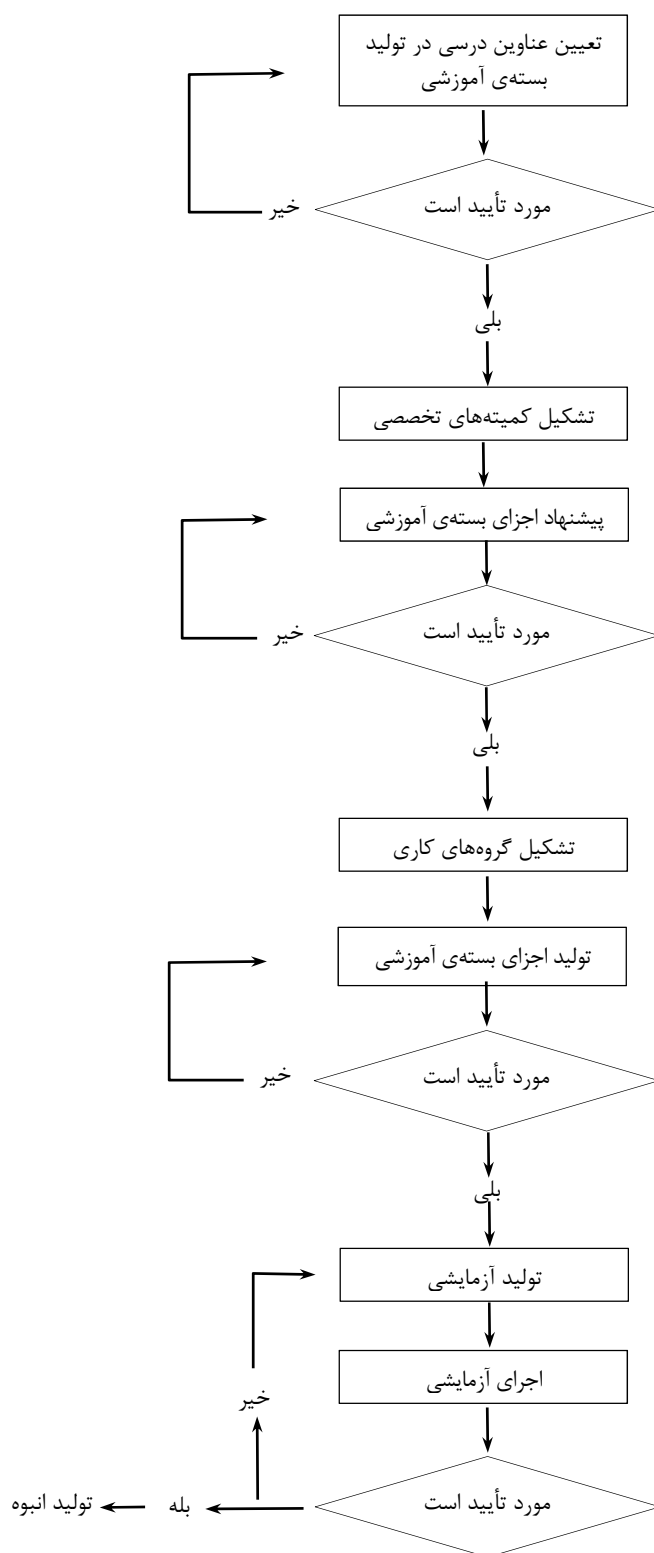 تعیین عناوین درسی در تولید
بسته‌ی آموزشی
مورد تأیید است
خیر
بلی
تشکیل کمیته‌های تخصصی
پیشنهاد اجزای بسته‌ی آموزشی
مورد تأیید است
خیر
بلی
تشکیل گروه‌های کاری
تولید اجزای بسته‌ی آموزشی
مورد تأیید است
خیر
بلی
تولید آزمایشی
اجرای آزمایشی
خیر
مورد تأیید است
بله
تولید انبوه